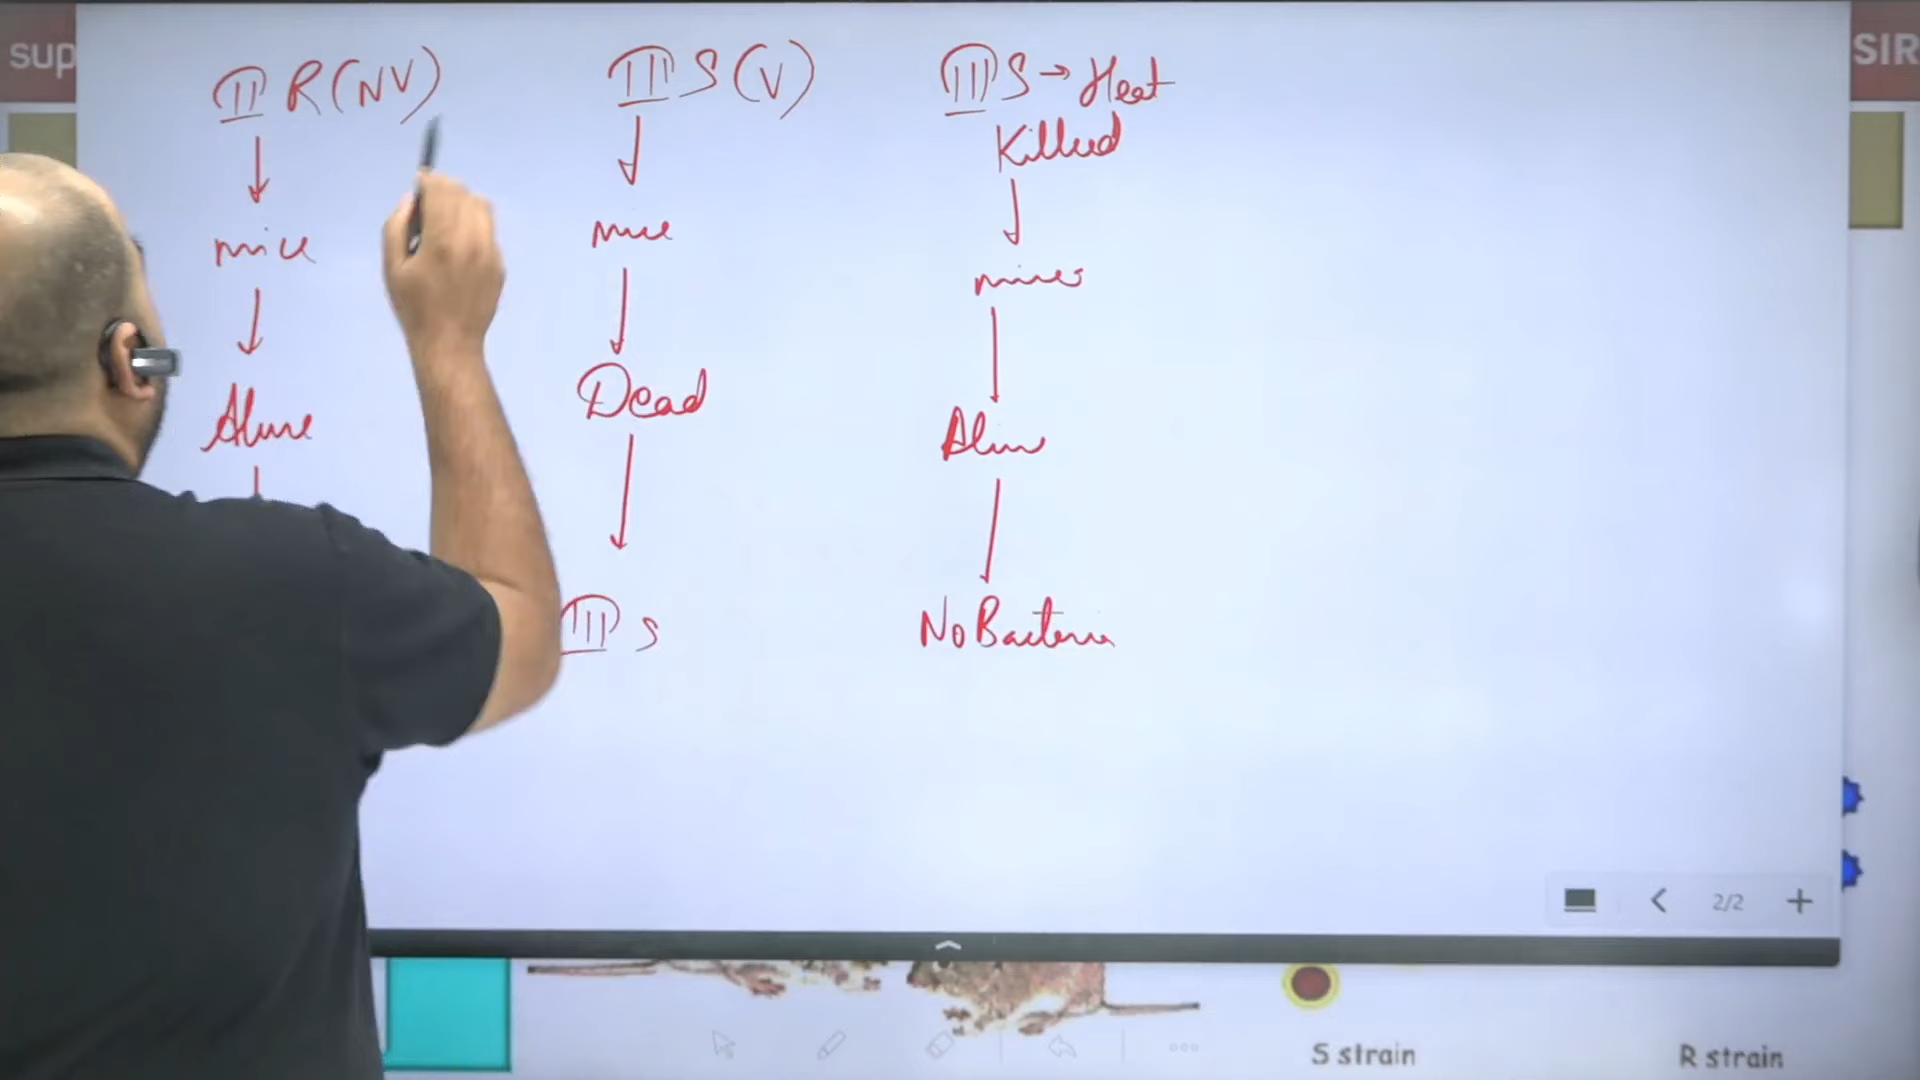 sup
SIR
II R (NV)
III S (V)
III S → Heat
Killed
mice
mice
mice
Alive
Dead
Alive
III S
No Bacteria
2/2
S strain
R strain